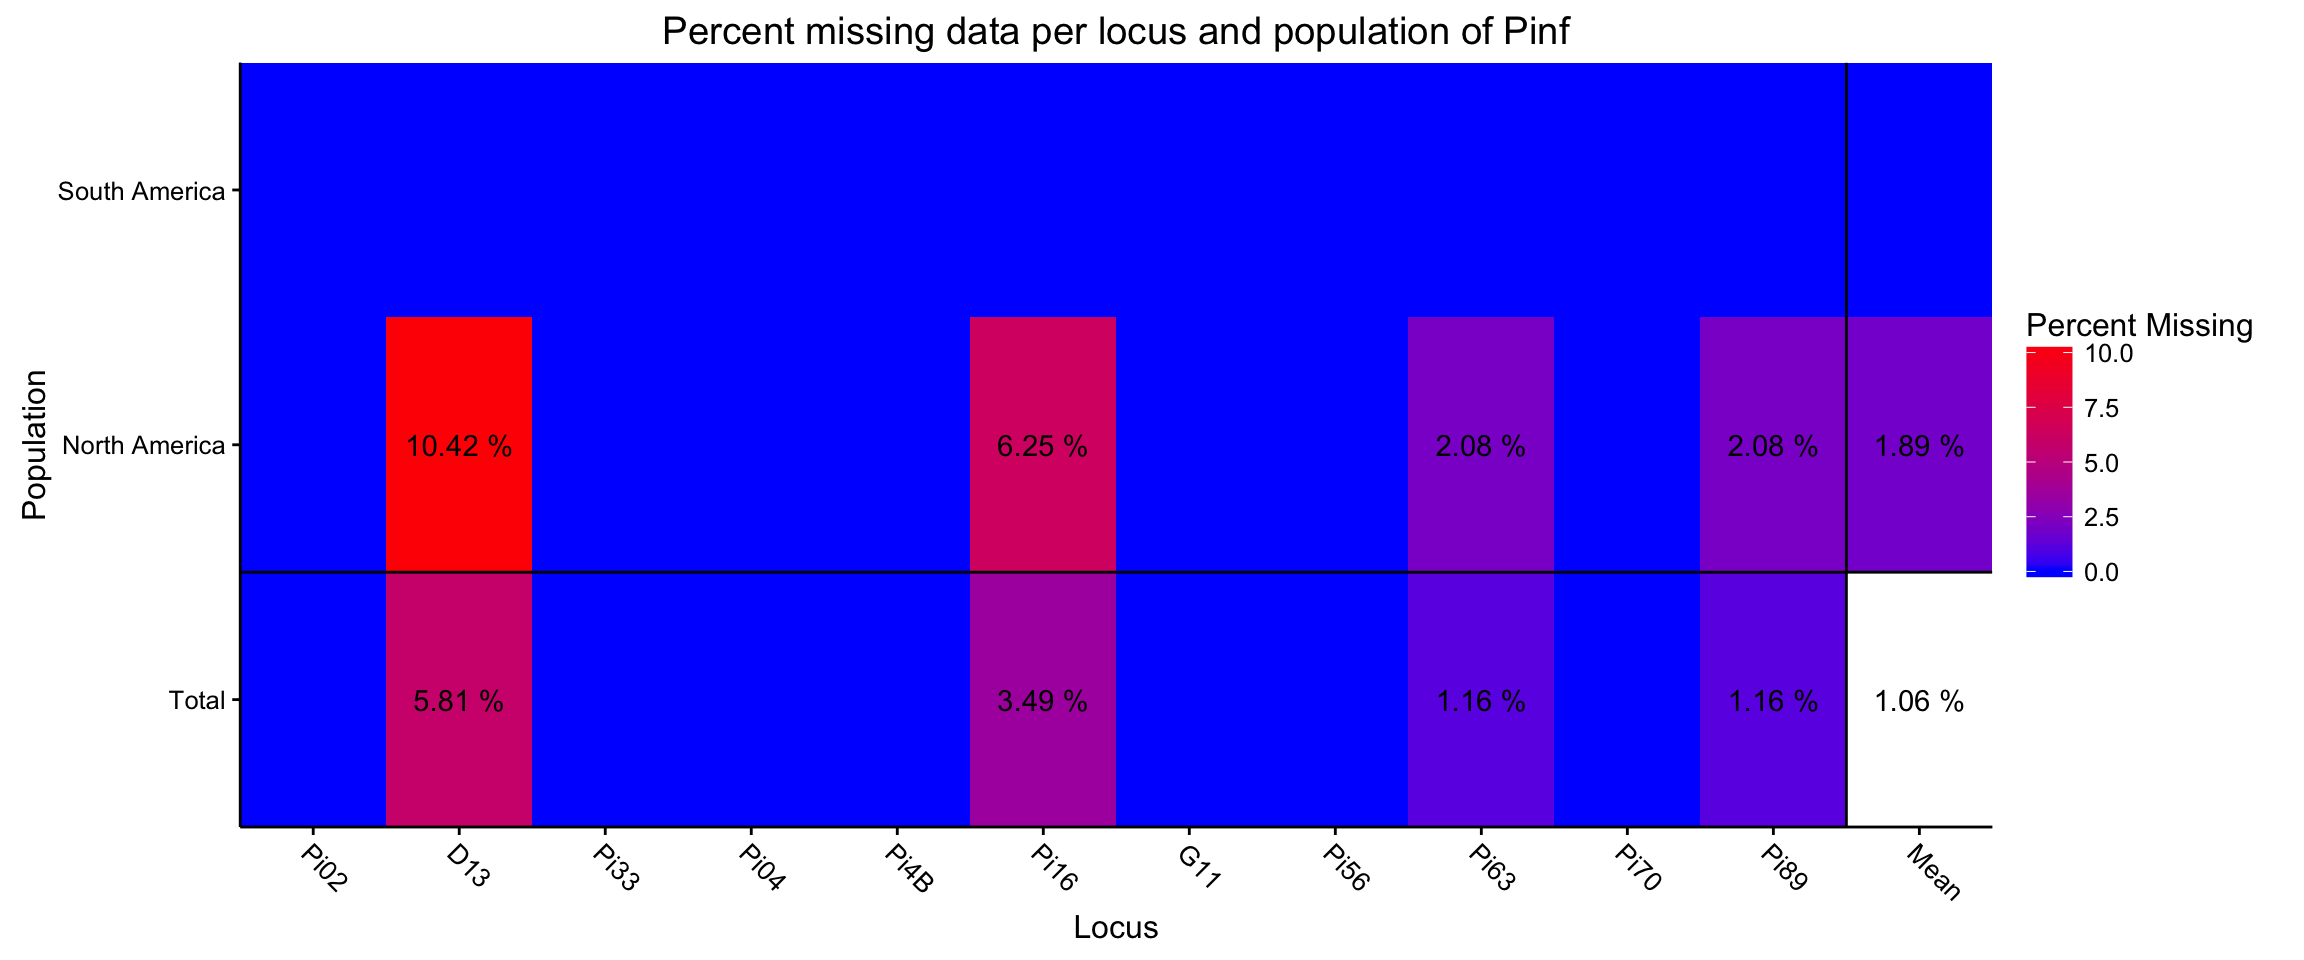 Percent missing data per locus and population of Pinf
South America
North America
Total
Population
10.42 %
6.25 %
2.08 %
2.08 %
1.89 %
5.81 %
3.49 %
1.16 %
1.16 %
1.06 %
Pi02
D13
Pi33
Pi04
Pi4B
Pi16
G11
Pi56
Pi63
Pi70
Pi89
Mean
Locus
Percent Missing
10.0
7.5
5.0
2.5
0.0